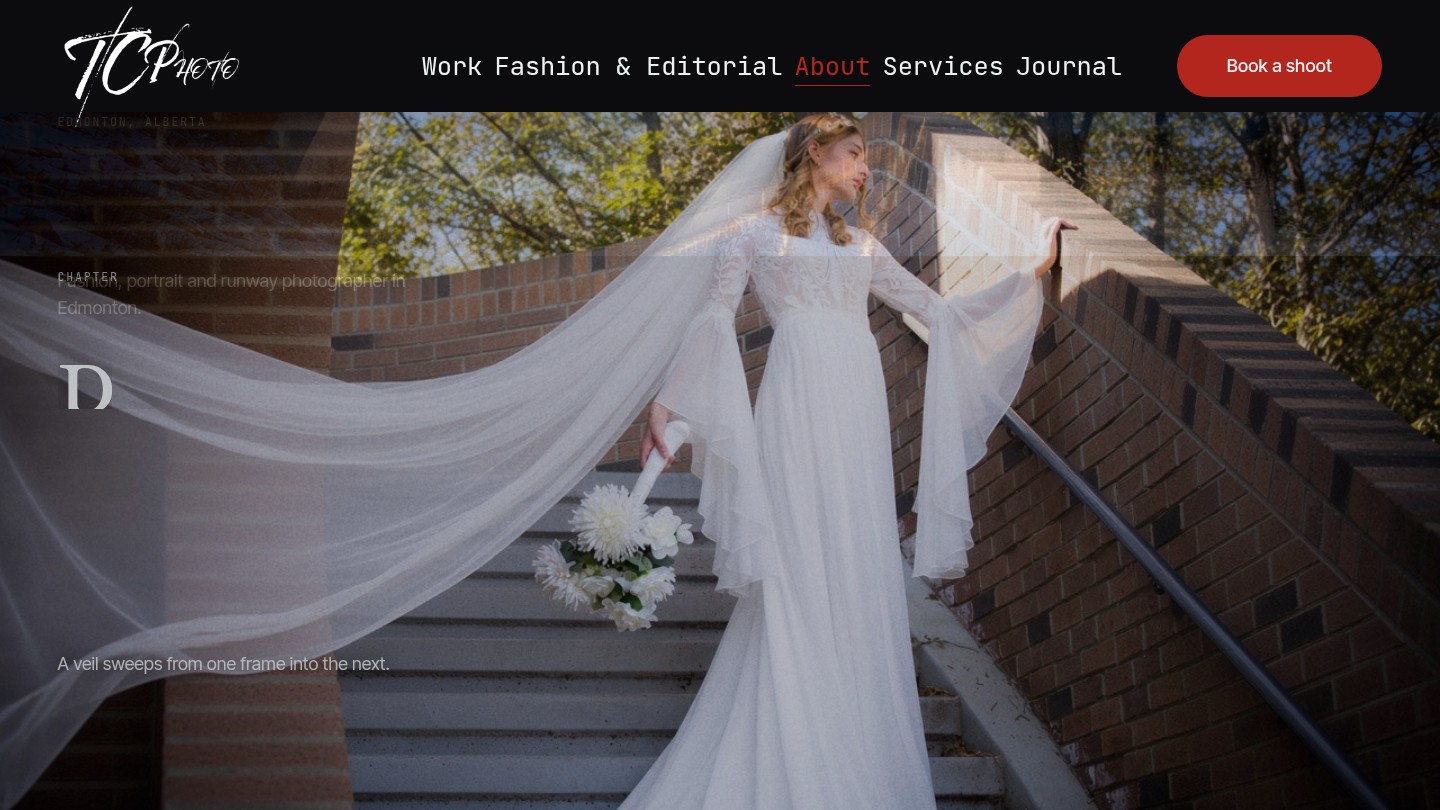 TCPHOTO
Work Fashion & Editorial About Services Journal
Book a shoot
EDMONTON, ALBERTA
CHAPTER
Fashion, portrait and runway photographer in
Edmonton.
D
A veil sweeps from one frame into the next.